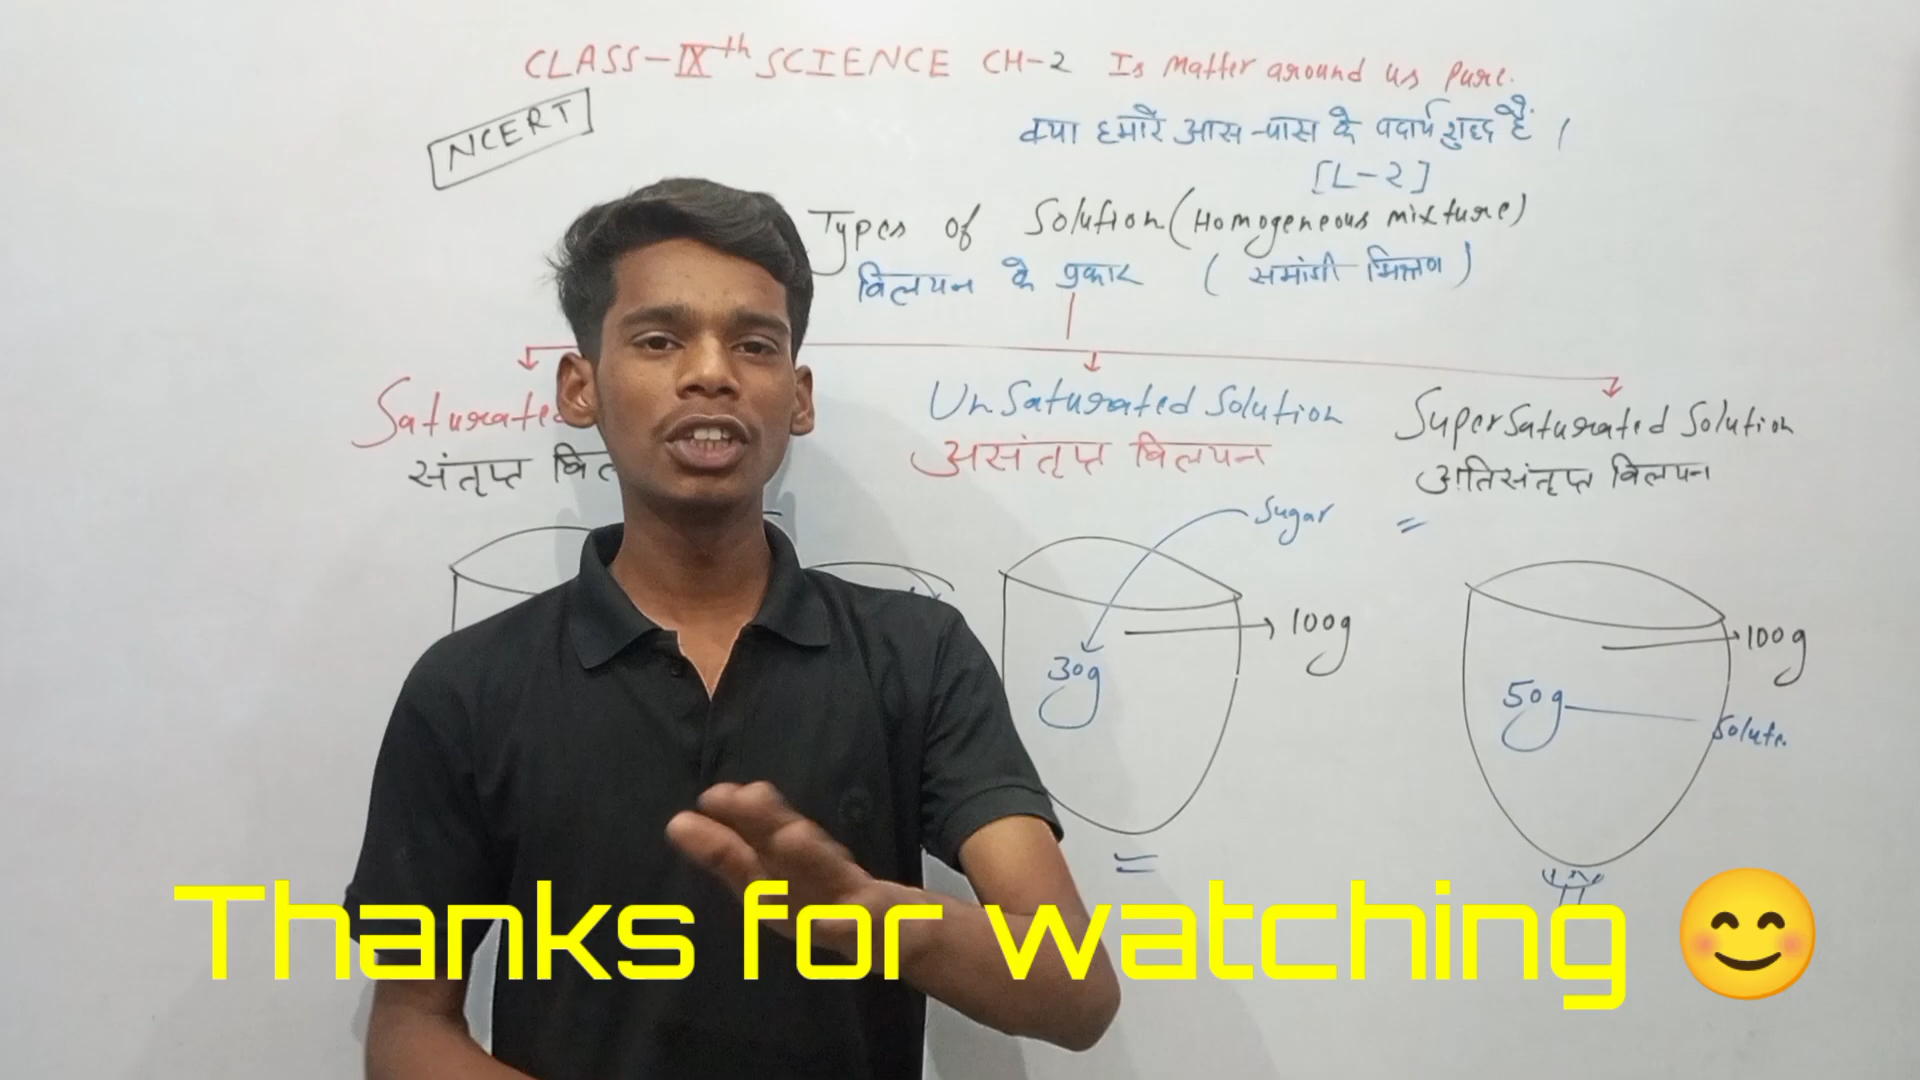 CLASS-IXth SCIENCE CH-2 Is Matter around us Pure.
NCERT
क्या हमारे आस-पास के पदार्थ शुद्ध हैं।
[L-2]
Types of Solution (Homogeneous mixture)
विलयन के प्रकार ( समांगी मिश्रण )
Saturated
संतृप्त
UnSaturated Solution
असंतृप्त विलयन
SuperSaturated Solution
अतिसंतृप्त विलयन
Sugar
100g
30g
100g
50g
Solute.
Thanks for watching 😊